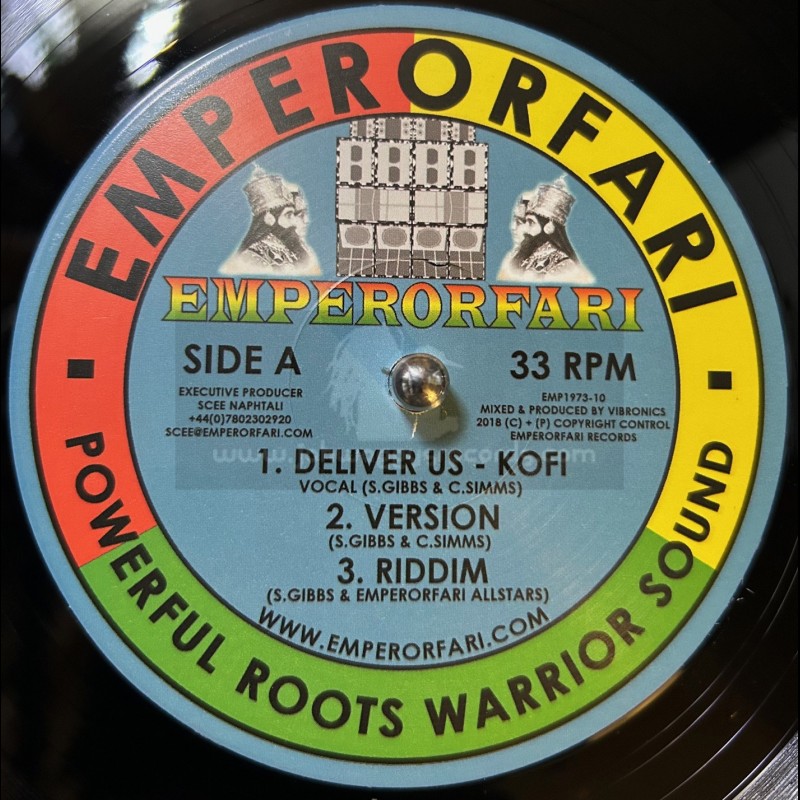 EMPERORFARI
EMPERORFARI
SIDE A
33 RPM
EXECUTIVE PRODUCER
SCEE NAPHTALI
+44(0)7802302920
SCEE@EMPERORFARI.COM
EMP1973-10
MIXED & PRODUCED BY VIBRONICS
2018 (C) + (P) COPYRIGHT CONTROL
EMPERORFARI RECORDS
1. DELIVER US - KOFI
VOCAL (S.GIBBS & C.SIMMS)
2. VERSION
(S.GIBBS & C.SIMMS)
3. RIDDIM
(S.GIBBS & EMPERORFARI ALLSTARS)
WWW.EMPERORFARI.COM
POWERFUL ROOTS WARRIOR SOUND